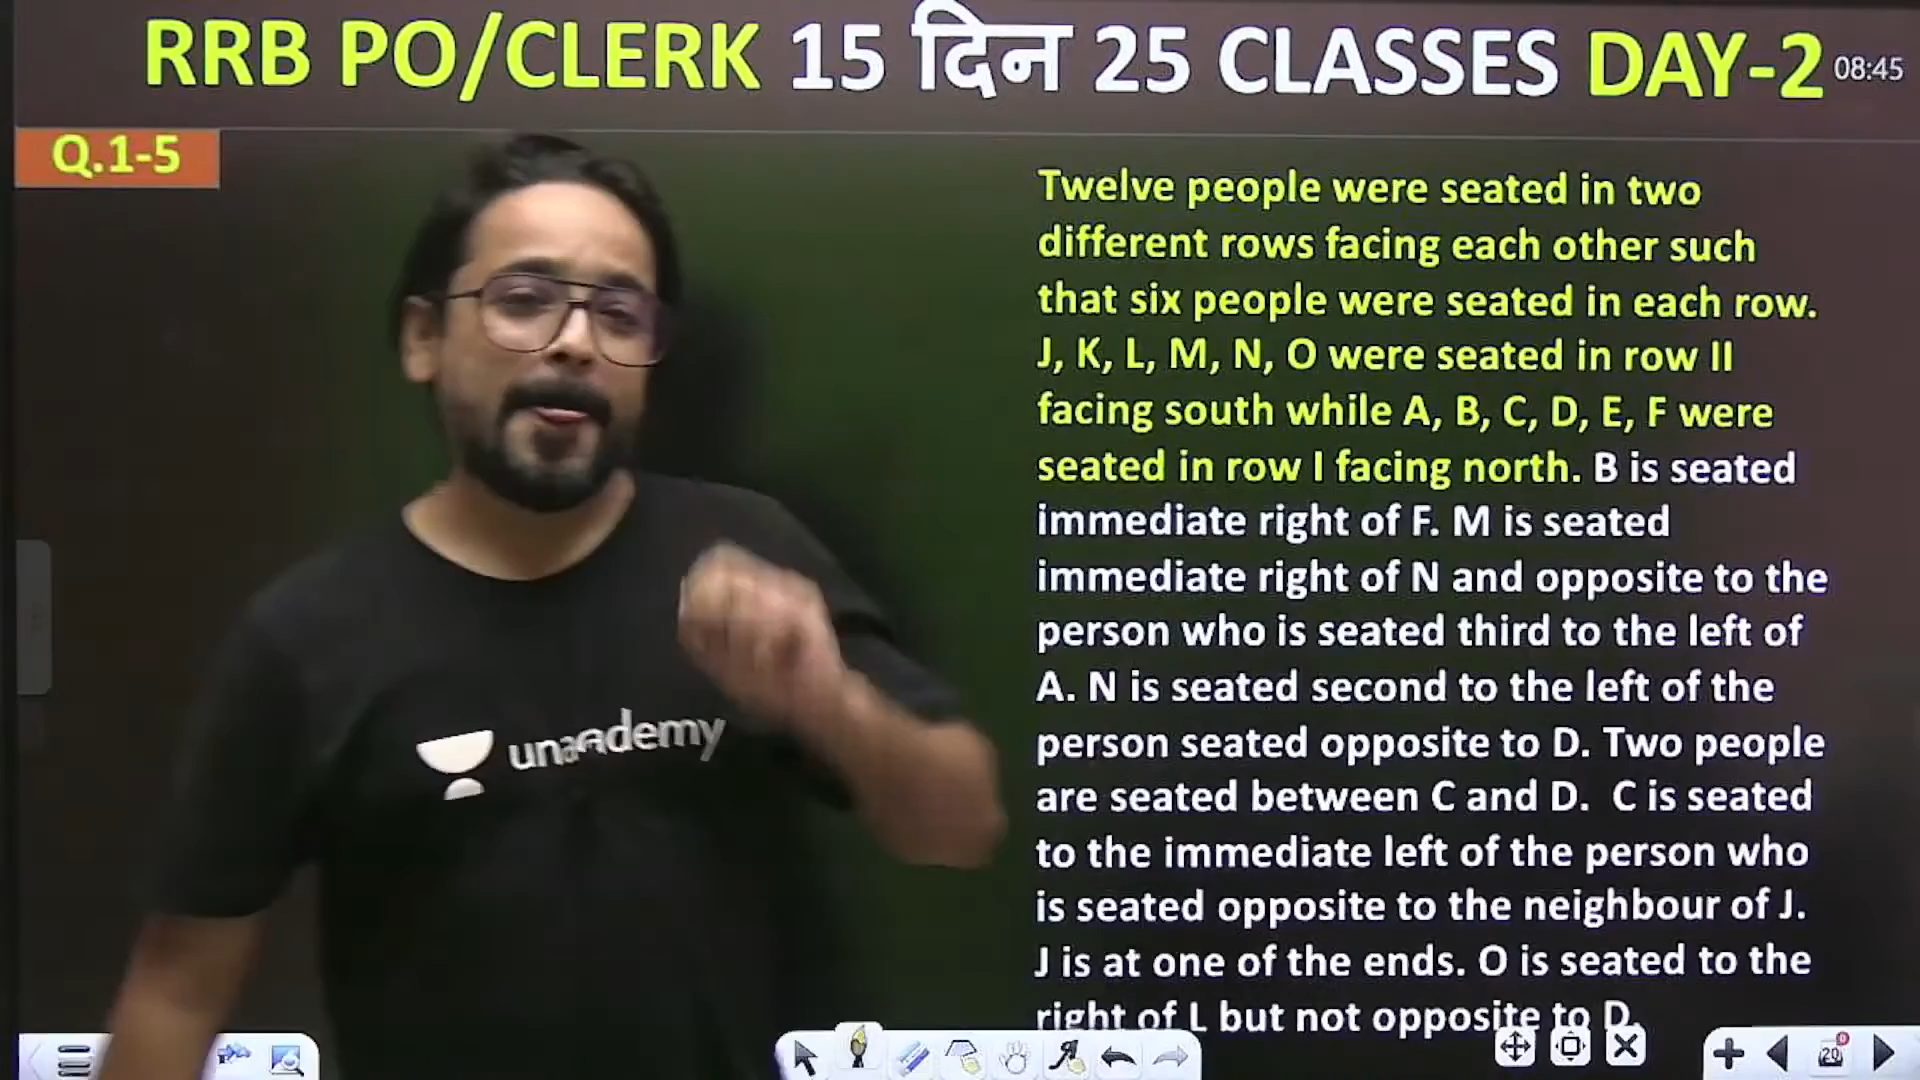 RRB PO/CLERK 15 दिन 25 CLASSES DAY-2 08:45
Q.1-5
Twelve people were seated in two
different rows facing each other such
that six people were seated in each row.
J, K, L, M, N, O were seated in row II
facing south while A, B, C, D, E, F were
seated in row I facing north. B is seated
immediate right of F. M is seated
immediate right of N and opposite to the
person who is seated third to the left of
A. N is seated second to the left of the
person seated opposite to D. Two people
are seated between C and D. C is seated
to the immediate left of the person who
is seated opposite to the neighbour of J.
J is at one of the ends. O is seated to the
right of L but not opposite to D.
unacademy
20
0